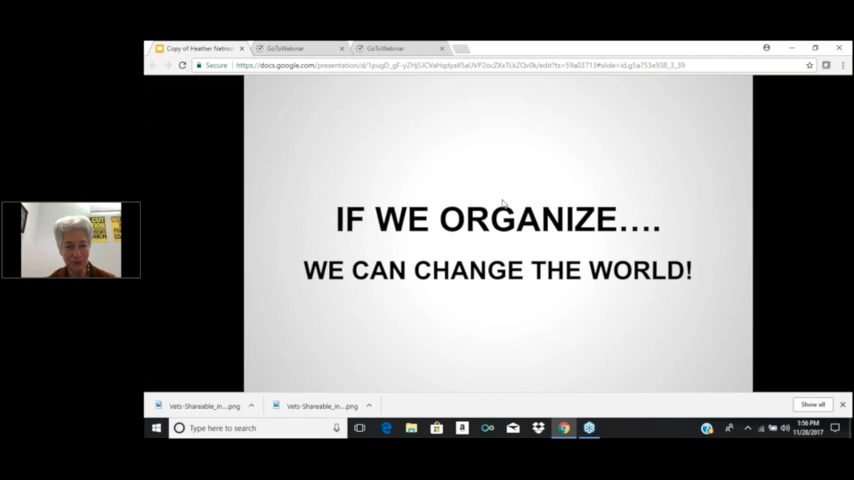 Copy of Heather Netroot
GoToWebinar
GoToWebinar
Secure
IF WE ORGANIZE....
WE CAN CHANGE THE WORLD!
Vets-Shareable_in....png
Vets-Shareable_in....png
Show all
Type here to search
1:56 PM
11/28/2017